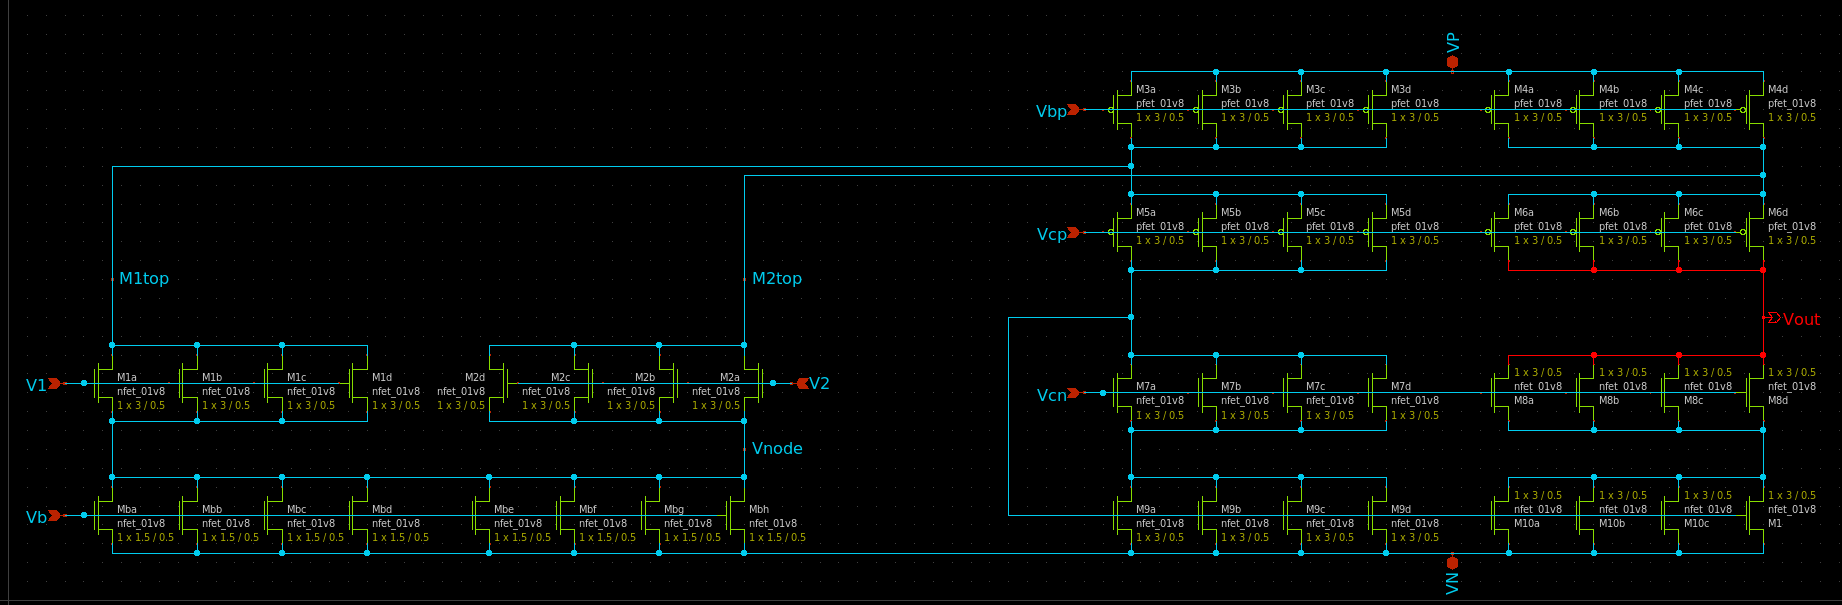 VP
M3a
pfet_01v8
1 x 3 / 0.5
M3b
pfet_01v8
1 x 3 / 0.5
M3c
pfet_01v8
1 x 3 / 0.5
M3d
pfet_01v8
1 x 3 / 0.5
M4a
pfet_01v8
1 x 3 / 0.5
M4b
pfet_01v8
1 x 3 / 0.5
M4c
pfet_01v8
1 x 3 / 0.5
M4d
pfet_01v8
1 x 3 / 0.5
Vbp
M5a
pfet_01v8
1 x 3 / 0.5
M5b
pfet_01v8
1 x 3 / 0.5
M5c
pfet_01v8
1 x 3 / 0.5
M5d
pfet_01v8
1 x 3 / 0.5
M6a
pfet_01v8
1 x 3 / 0.5
M6b
pfet_01v8
1 x 3 / 0.5
M6c
pfet_01v8
1 x 3 / 0.5
M6d
pfet_01v8
1 x 3 / 0.5
Vcp
M1top
M2top
Vout
V1
M1a
nfet_01v8
1 x 3 / 0.5
M1b
nfet_01v8
1 x 3 / 0.5
M1c
nfet_01v8
1 x 3 / 0.5
M1d
nfet_01v8
1 x 3 / 0.5
M2d
nfet_01v8
1 x 3 / 0.5
M2c
nfet_01v8
1 x 3 / 0.5
M2b
nfet_01v8
1 x 3 / 0.5
M2a
nfet_01v8
1 x 3 / 0.5
V2
Vcn
M7a
nfet_01v8
1 x 3 / 0.5
M7b
nfet_01v8
1 x 3 / 0.5
M7c
nfet_01v8
1 x 3 / 0.5
M7d
nfet_01v8
1 x 3 / 0.5
1 x 3 / 0.5
nfet_01v8
M8a
1 x 3 / 0.5
nfet_01v8
M8b
1 x 3 / 0.5
nfet_01v8
M8c
1 x 3 / 0.5
nfet_01v8
M8d
Vnode
Vb
Mba
nfet_01v8
1 x 1.5 / 0.5
Mbb
nfet_01v8
1 x 1.5 / 0.5
Mbc
nfet_01v8
1 x 1.5 / 0.5
Mbd
nfet_01v8
1 x 1.5 / 0.5
Mbe
nfet_01v8
1 x 1.5 / 0.5
Mbf
nfet_01v8
1 x 1.5 / 0.5
Mbg
nfet_01v8
1 x 1.5 / 0.5
Mbh
nfet_01v8
1 x 1.5 / 0.5
M9a
nfet_01v8
1 x 3 / 0.5
M9b
nfet_01v8
1 x 3 / 0.5
M9c
nfet_01v8
1 x 3 / 0.5
M9d
nfet_01v8
1 x 3 / 0.5
1 x 3 / 0.5
nfet_01v8
M10a
1 x 3 / 0.5
nfet_01v8
M10b
1 x 3 / 0.5
nfet_01v8
M10c
1 x 3 / 0.5
nfet_01v8
M1
VN